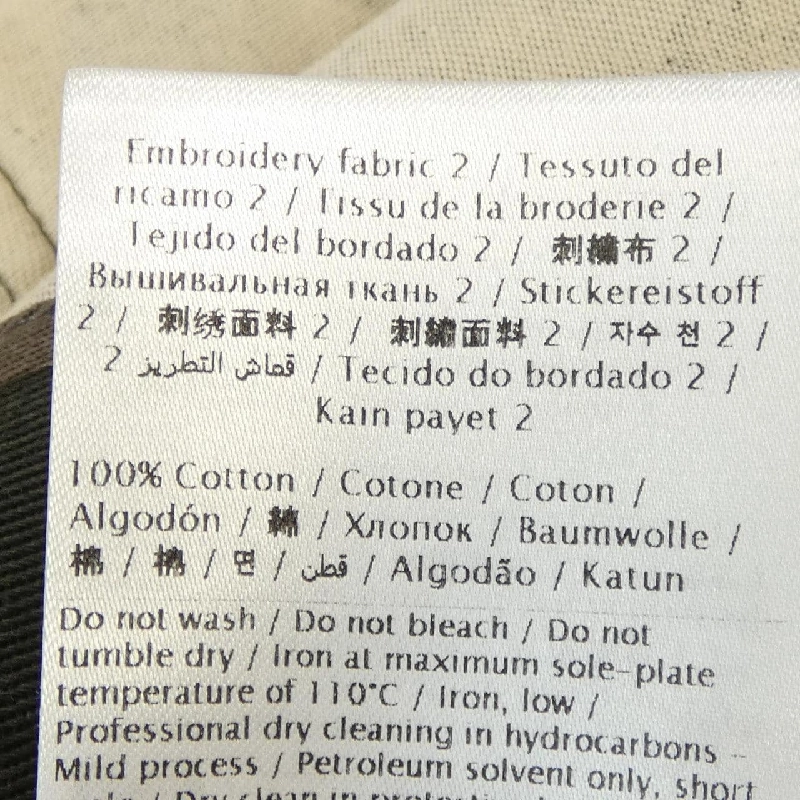 Embroidery fabric 2 / Tessuto del
ricamo 2 / Tissu de la broderie 2 /
Tejido del bordado 2 / 刺繍布 2 /
Вышивальная ткань 2 / Stickereistoff
2 / 刺绣面料 2 / 刺繡面料 2 / 자수 천 2 /
قماش التطريز 2 / Tecido do bordado 2 /
Kain payet 2
100% Cotton / Cotone / Coton /
Algodón / 綿 / Хлопок / Baumwolle /
棉 / 棉 / 면 / قطن / Algodão / Katun
Do not wash / Do not bleach / Do not
tumble dry / Iron at maximum sole-plate
temperature of 110°C / Iron, low /
Professional dry cleaning in hydrocarbons -
Mild process / Petroleum solvent only, short
/ Dry clean in